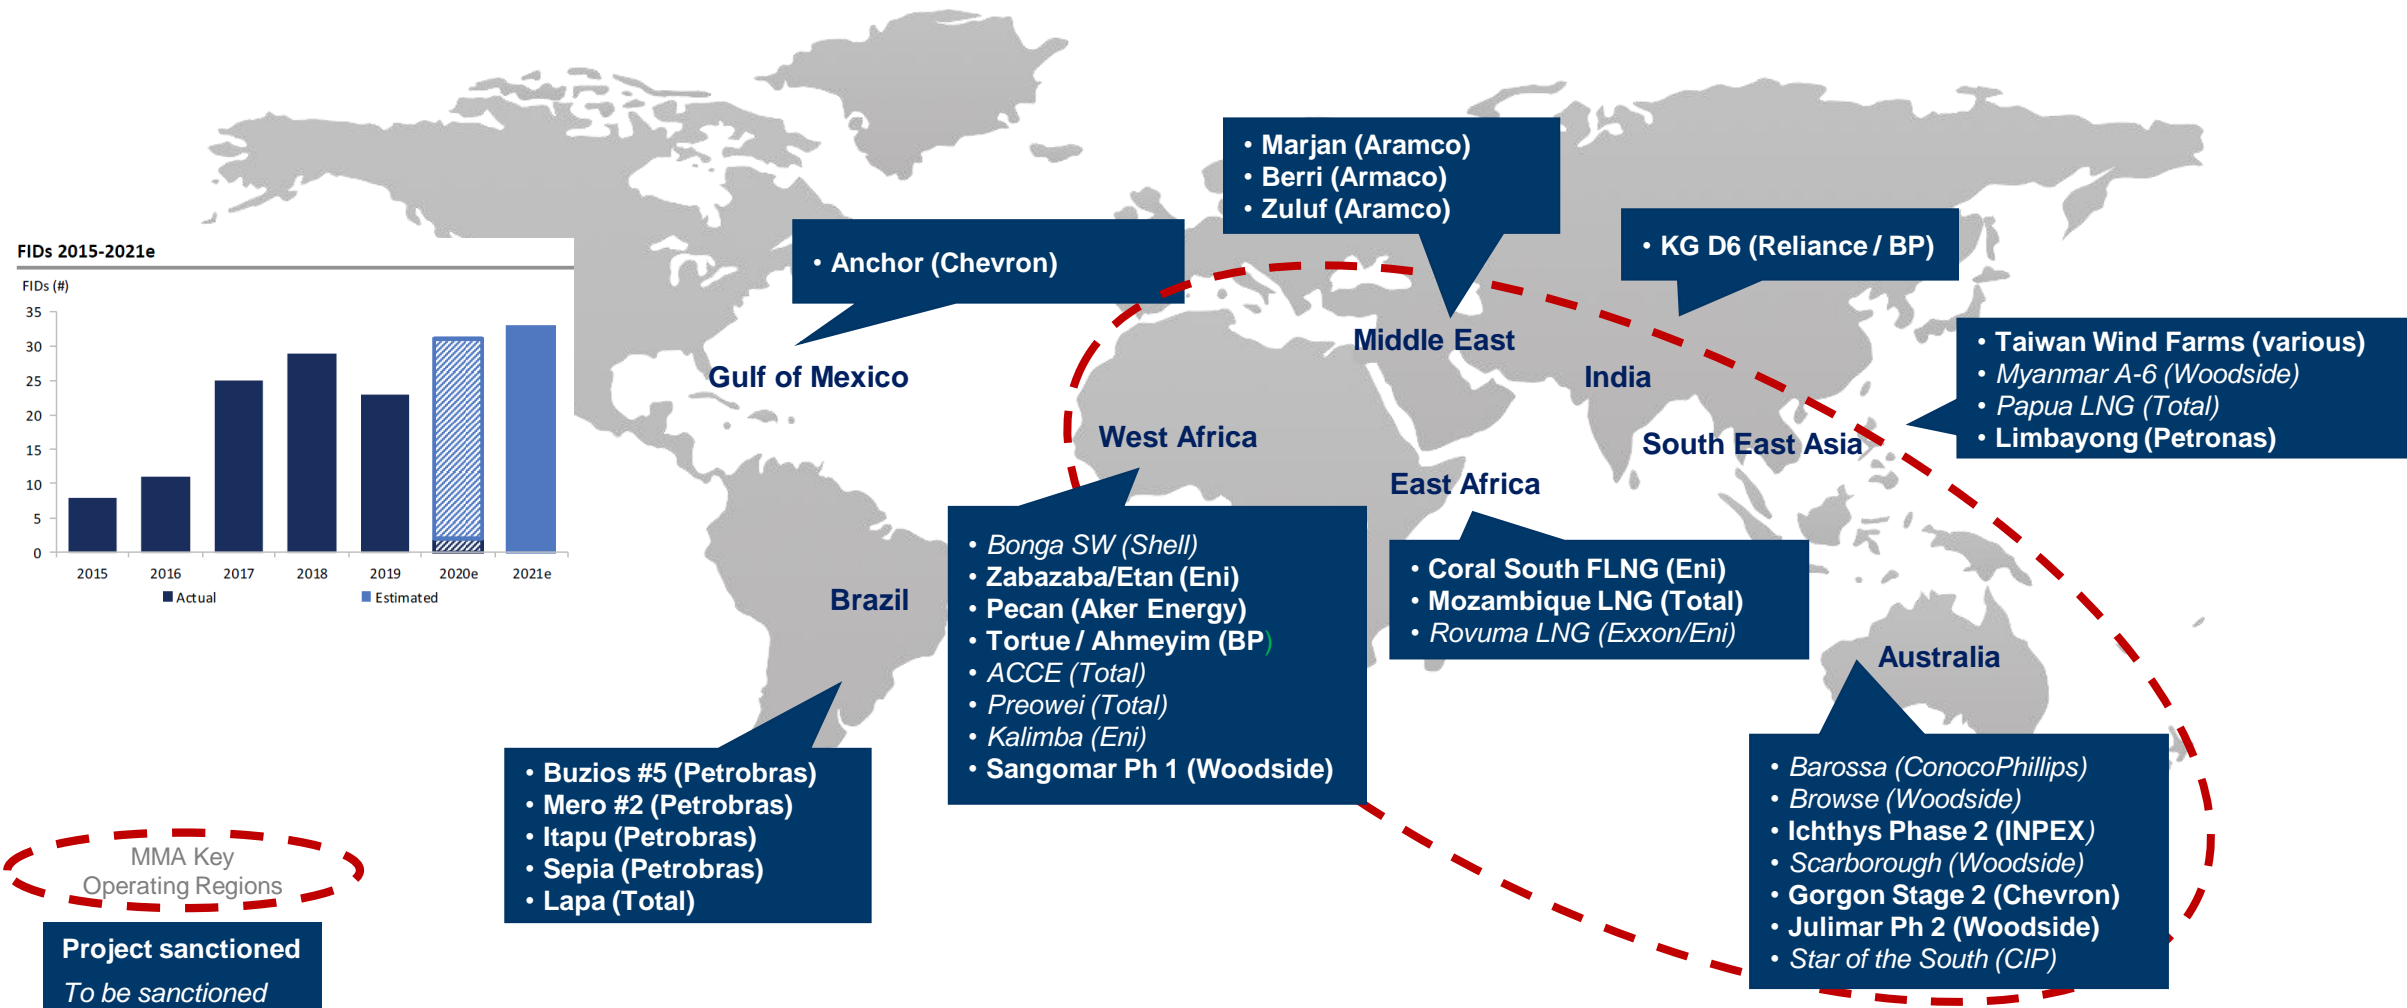 FIDs 2015-2021e
FIDs (#)
35
30
25
20
15
10
5
0
2015 2016 2017 2018 2019 2020e 2021e
Actual Estimated
• Anchor (Chevron)
Gulf of Mexico
• Marjan (Aramco)
• Berri (Armaco)
• Zuluf (Aramco)
Middle East
• KG D6 (Reliance / BP)
India
• Taiwan Wind Farms (various)
• Myanmar A-6 (Woodside)
• Papua LNG (Total)
• Limbayong (Petronas)
South East Asia
West Africa
• Bonga SW (Shell)
• Zabazaba/Etan (Eni)
• Pecan (Aker Energy)
• Tortue / Ahmeyim (BP)
• ACCE (Total)
• Preowei (Total)
• Kalimba (Eni)
• Sangomar Ph 1 (Woodside)
East Africa
• Coral South FLNG (Eni)
• Mozambique LNG (Total)
• Rovuma LNG (Exxon/Eni)
Brazil
• Buzios #5 (Petrobras)
• Mero #2 (Petrobras)
• Itapu (Petrobras)
• Sepia (Petrobras)
• Lapa (Total)
Australia
• Barossa (ConocoPhillips)
• Browse (Woodside)
• Ichthys Phase 2 (INPEX)
• Scarborough (Woodside)
• Gorgon Stage 2 (Chevron)
• Julimar Ph 2 (Woodside)
• Star of the South (CIP)
MMA Key
Operating Regions
Project sanctioned
To be sanctioned